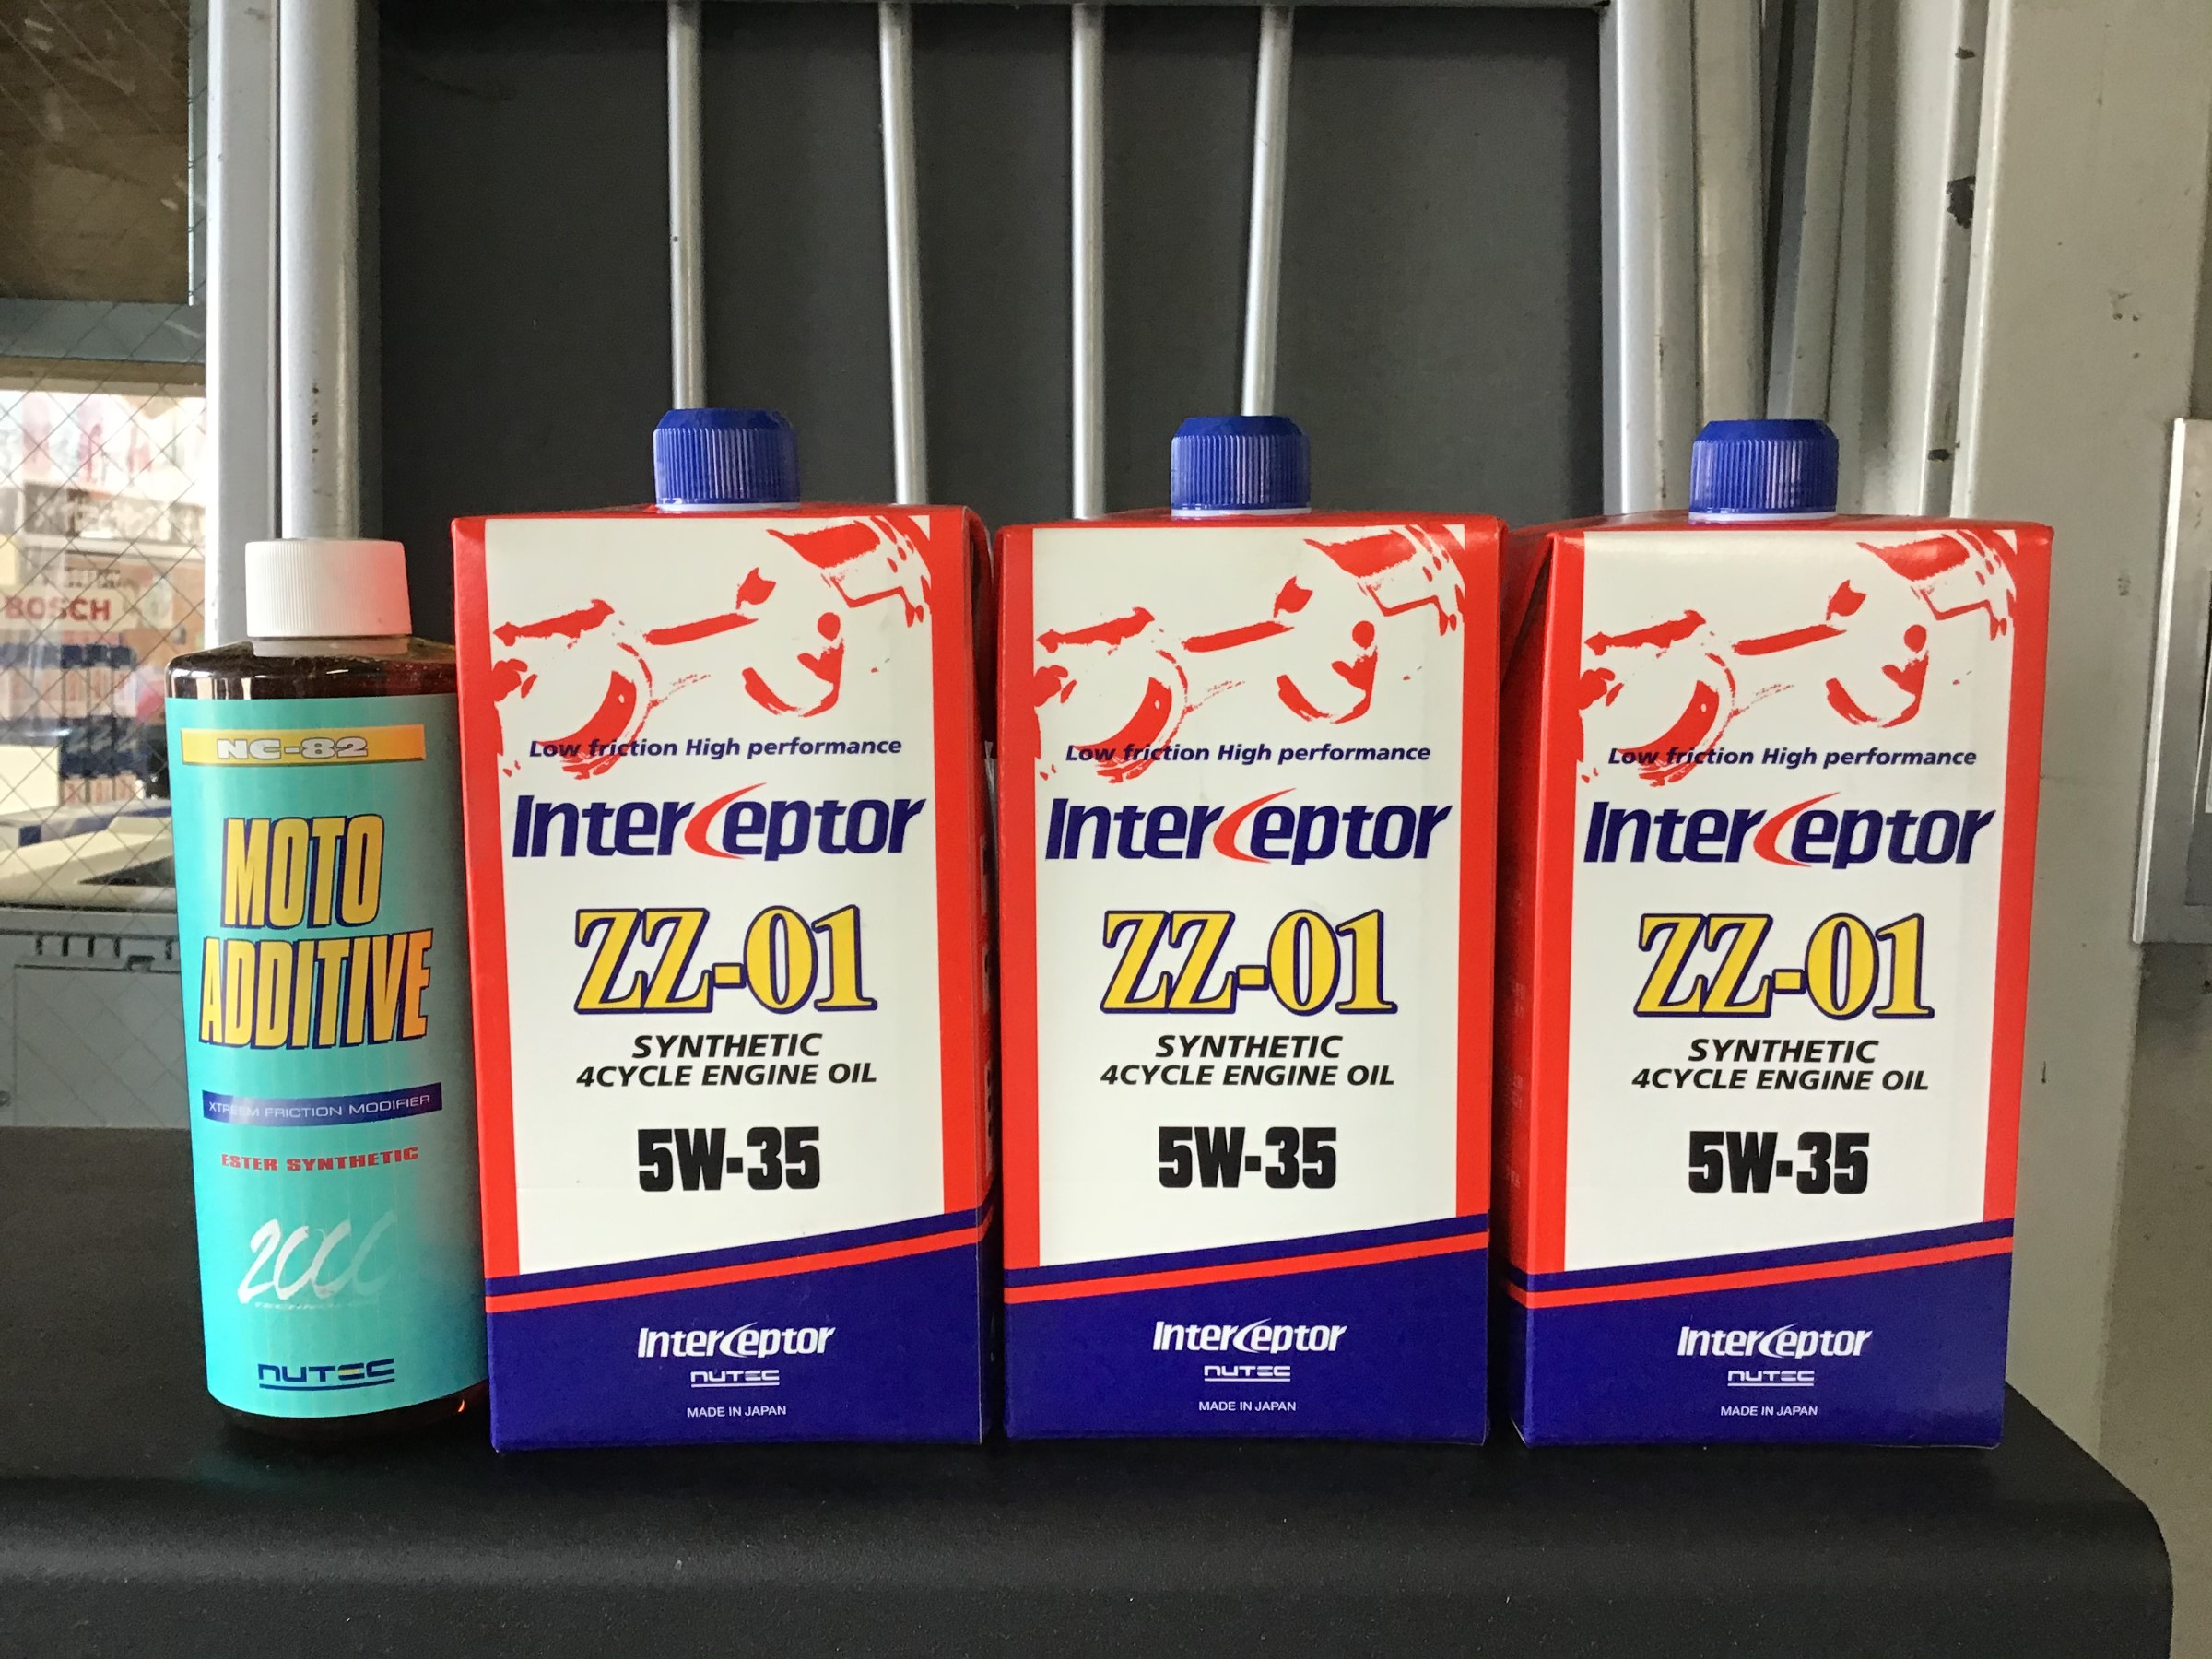 BOSCH
NC-82
MOTO
ADDITIVE
XTREEM FRICTION MODIFIER
ESTER SYNTHETIC
2000
NUTEC
Low friction High performance
Interceptor
ZZ-01
SYNTHETIC
4CYCLE ENGINE OIL
5W-35
Interceptor
NUTEC
MADE IN JAPAN
Low friction High performance
Interceptor
ZZ-01
SYNTHETIC
4CYCLE ENGINE OIL
5W-35
Interceptor
NUTEC
MADE IN JAPAN
Low friction High performance
Interceptor
ZZ-01
SYNTHETIC
4CYCLE ENGINE OIL
5W-35
Interceptor
NUTEC
MADE IN JAPAN